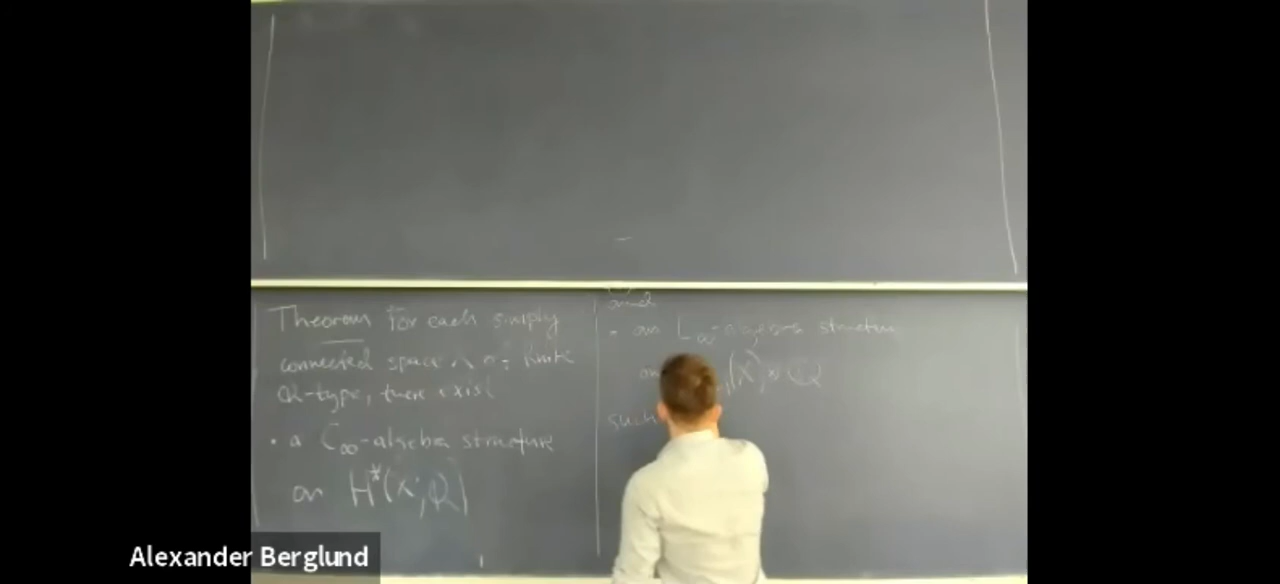 Theorem For each simply
connected space X of finite
Q-type, there exist
• a C∞-algebra structure
on H*(X;Q)
and
- an L∞-algebra structure
on (X)⊗Q
such
Alexander Berglund